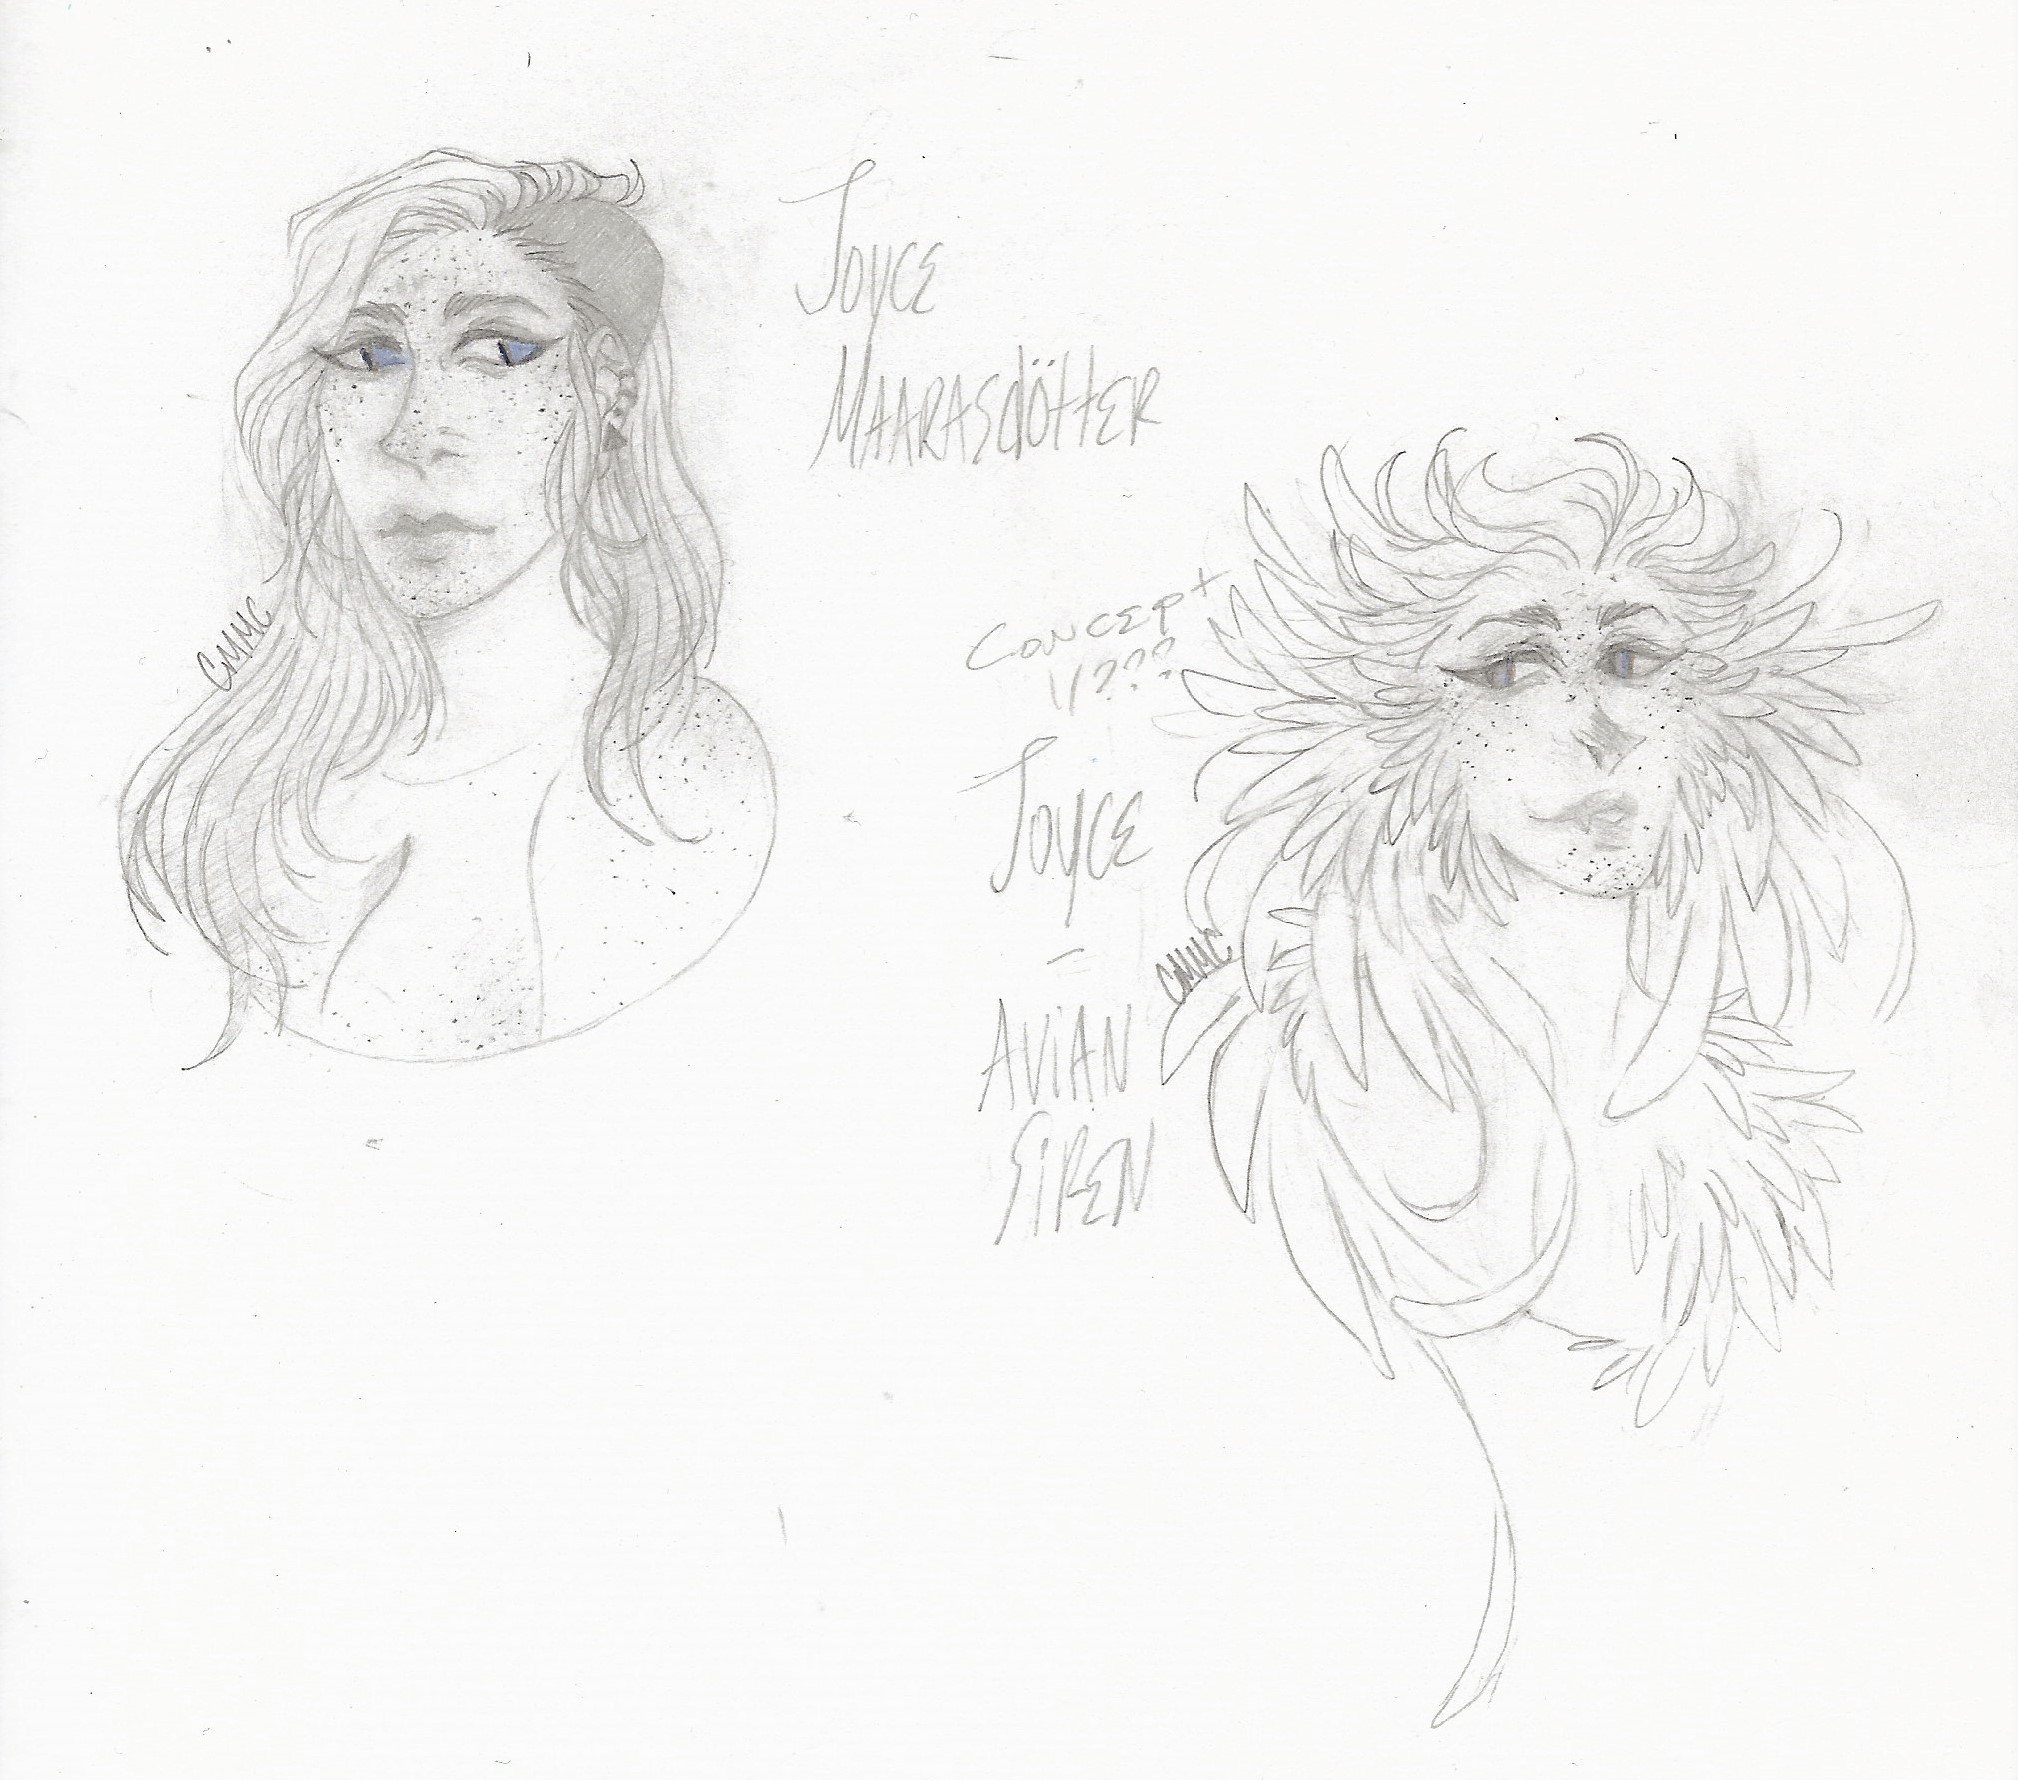 Joyce
Maarasdötter
CMMC
Concept
V???
Joyce
-
Avian
Siren
CMMC